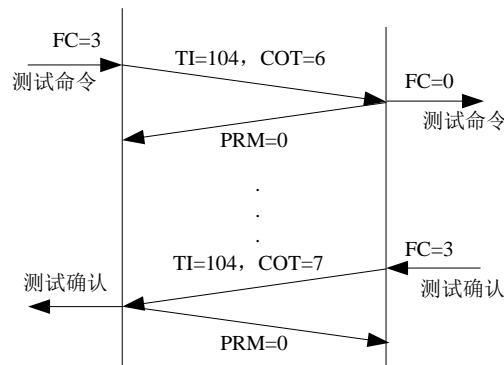 FC=3
TI=104，COT=6
测试命令
FC=0
测试命令
PRM=0
.
.
.
TI=104，COT=7
FC=3
测试确认
测试确认
PRM=0